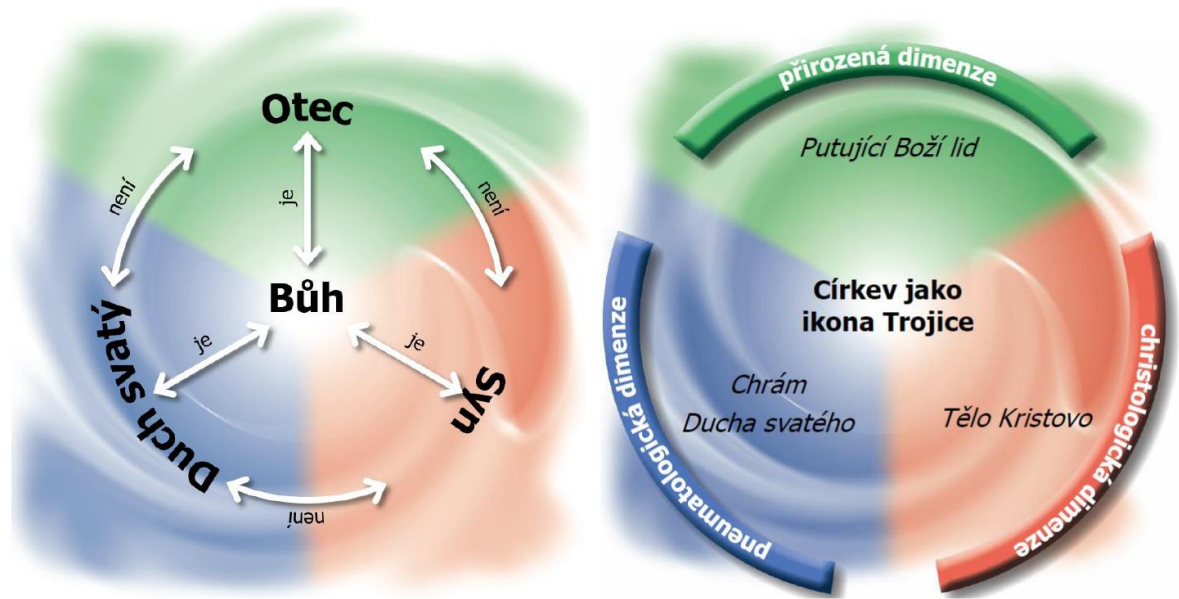 Otec
není
je
není
Bůh
je
je
Duch svatý
Syn
není
přirozená dimenze
Putující Boží lid
Církev jako
ikona Trojice
pneumatologická dimenze
Chrám
Ducha svatého
Tělo Kristovo
christologická dimenze